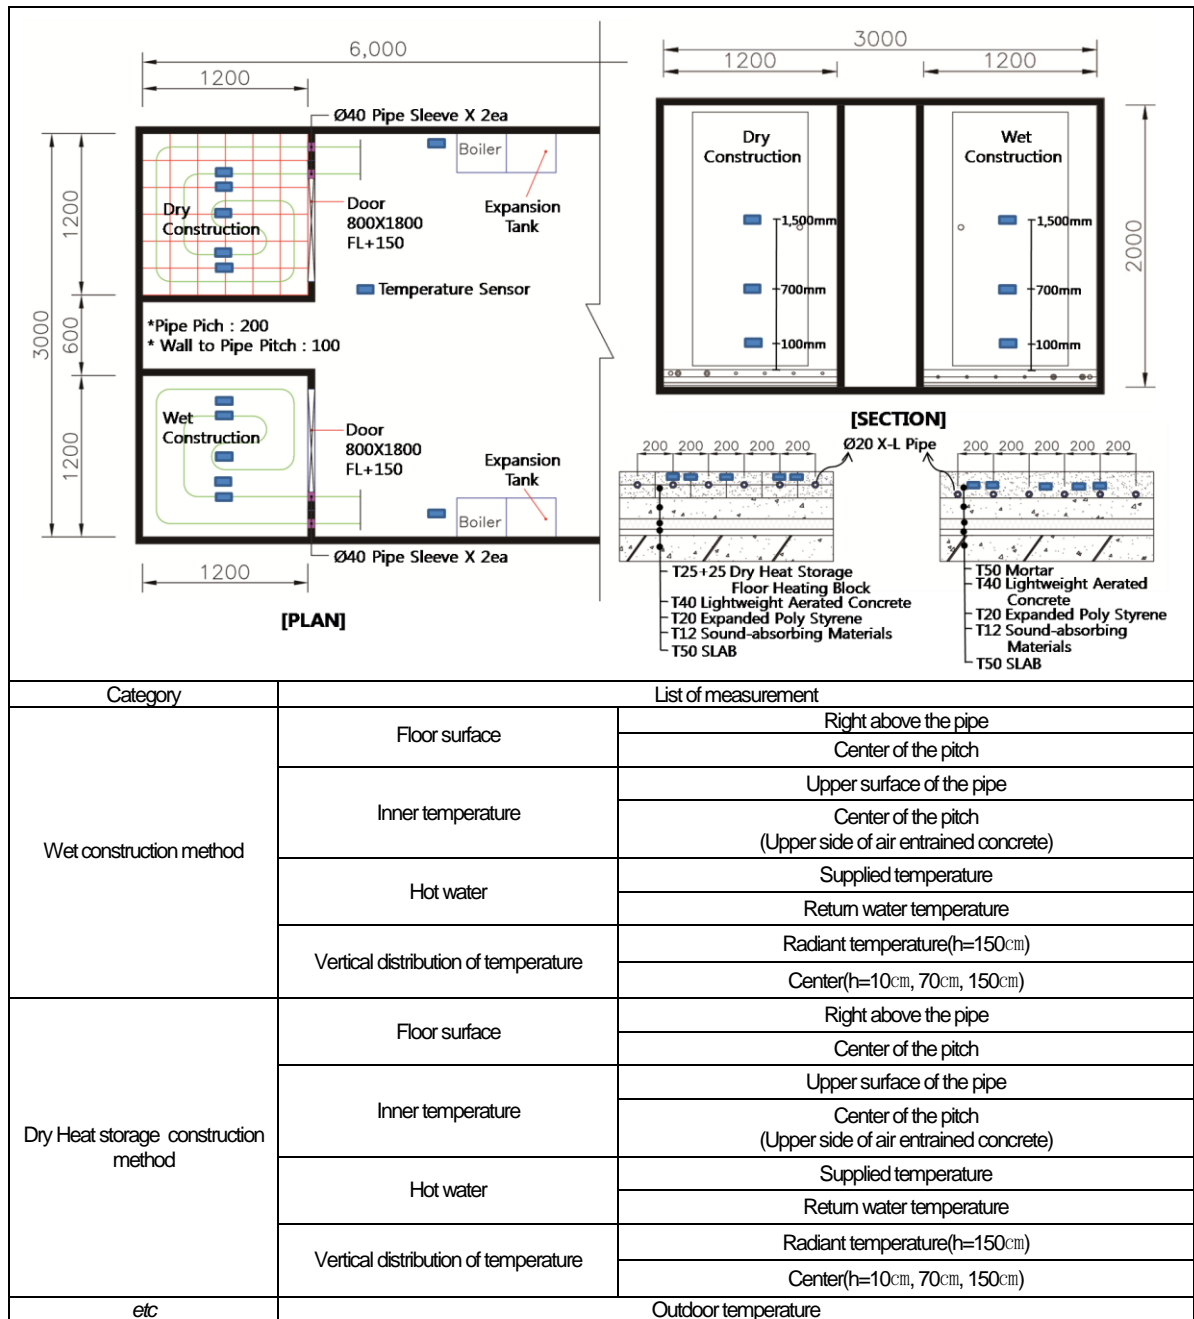 6,000
1200
Ø40 Pipe Sleeve X 2ea
Boiler
Dry
Construction
Door
800X1800
FL+150
Expansion
Tank
1200
Temperature Sensor
3000
600
*Pipe Pich : 200
* Wall to Pipe Pitch : 100
Wet
Construction
Door
800X1800
FL+150
Expansion
Tank
1200
Boiler
Ø40 Pipe Sleeve X 2ea
1200
[PLAN]
3000
1200
1200
Dry
Construction
Wet
Construction
1,500mm
1,500mm
700mm
700mm
100mm
100mm
2000
[SECTION]
200 200 200 200 200
Ø20 X-L Pipe
200 200 200 200 200
T25+25 Dry Heat Storage
Floor Heating Block
T40 Lightweight Aerated Concrete
T20 Expanded Poly Styrene
T12 Sound-absorbing Materials
T50 SLAB
T50 Mortar
T40 Lightweight Aerated
Concrete
T20 Expanded Poly Styrene
T12 Sound-absorbing
Materials
T50 SLAB
Category
List of measurement
Wet construction method
Floor surface
Right above the pipe
Center of the pitch
Inner temperature
Upper surface of the pipe
Center of the pitch
(Upper side of air entrained concrete)
Hot water
Supplied temperature
Return water temperature
Vertical distribution of temperature
Radiant temperature(h=150㎝)
Center(h=10㎝, 70㎝, 150㎝)
Dry Heat storage construction
method
Floor surface
Right above the pipe
Center of the pitch
Inner temperature
Upper surface of the pipe
Center of the pitch
(Upper side of air entrained concrete)
Hot water
Supplied temperature
Return water temperature
Vertical distribution of temperature
Radiant temperature(h=150㎝)
Center(h=10㎝, 70㎝, 150㎝)
etc
Outdoor temperature